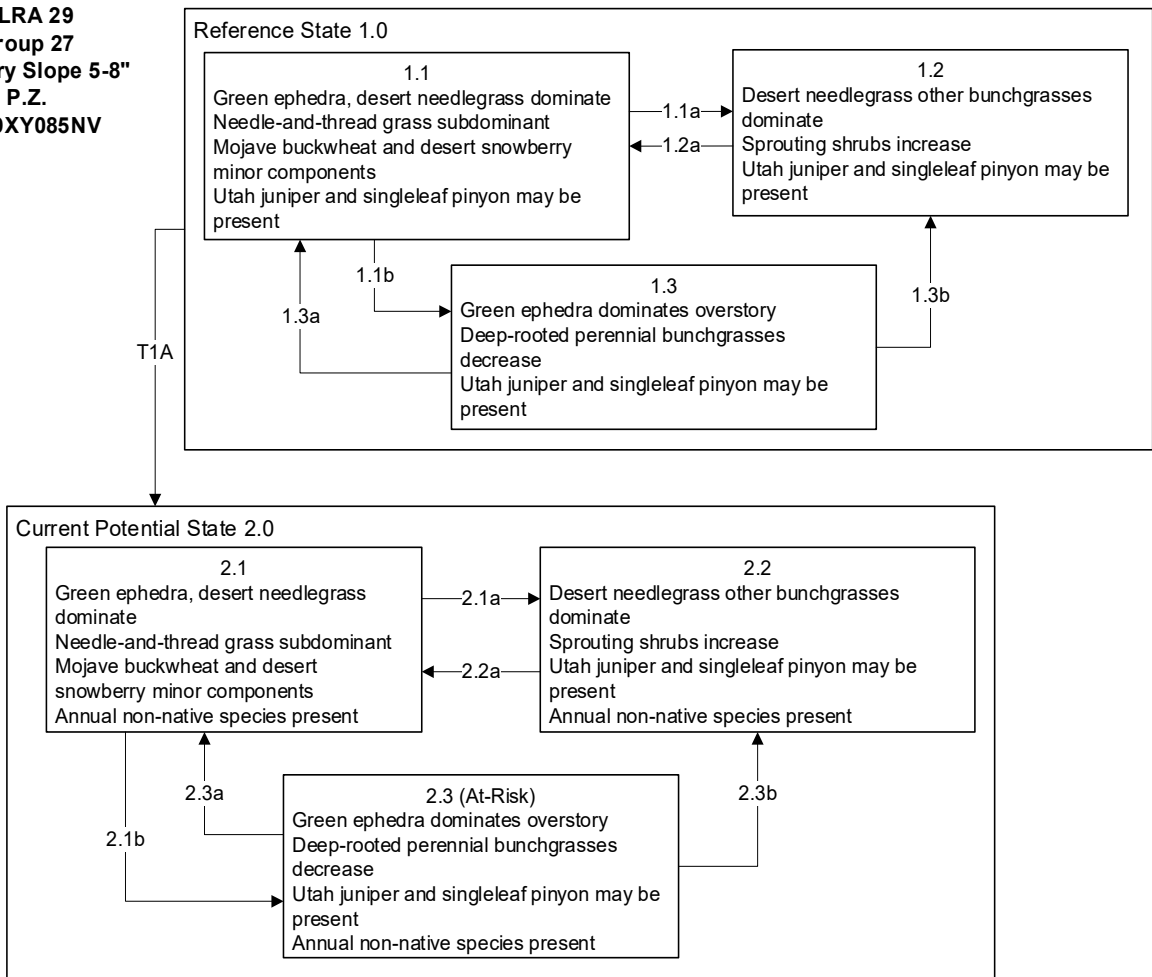 LRA 29
roup 27
ry Slope 5-8"
P.Z.
0XY085NV
Reference State 1.0
1.1
Green ephedra, desert needlegrass dominate
Needle-and-thread grass subdominant
Mojave buckwheat and desert snowberry
minor components
Utah juniper and singleleaf pinyon may be
present
1.1a
1.2a
1.2
Desert needlegrass other bunchgrasses
dominate
Sprouting shrubs increase
Utah juniper and singleleaf pinyon may be
present
1.1b
1.3a
1.3
Green ephedra dominates overstory
Deep-rooted perennial bunchgrasses
decrease
Utah juniper and singleleaf pinyon may be
present
1.3b
T1A
Current Potential State 2.0
2.1
Green ephedra, desert needlegrass
dominate
Needle-and-thread grass subdominant
Mojave buckwheat and desert
snowberry minor components
Annual non-native species present
2.1a
2.2a
2.2
Desert needlegrass other bunchgrasses
dominate
Sprouting shrubs increase
Utah juniper and singleleaf pinyon may be
present
Annual non-native species present
2.1b
2.3a
2.3 (At-Risk)
Green ephedra dominates overstory
Deep-rooted perennial bunchgrasses
decrease
Utah juniper and singleleaf pinyon may be
present
Annual non-native species present
2.3b